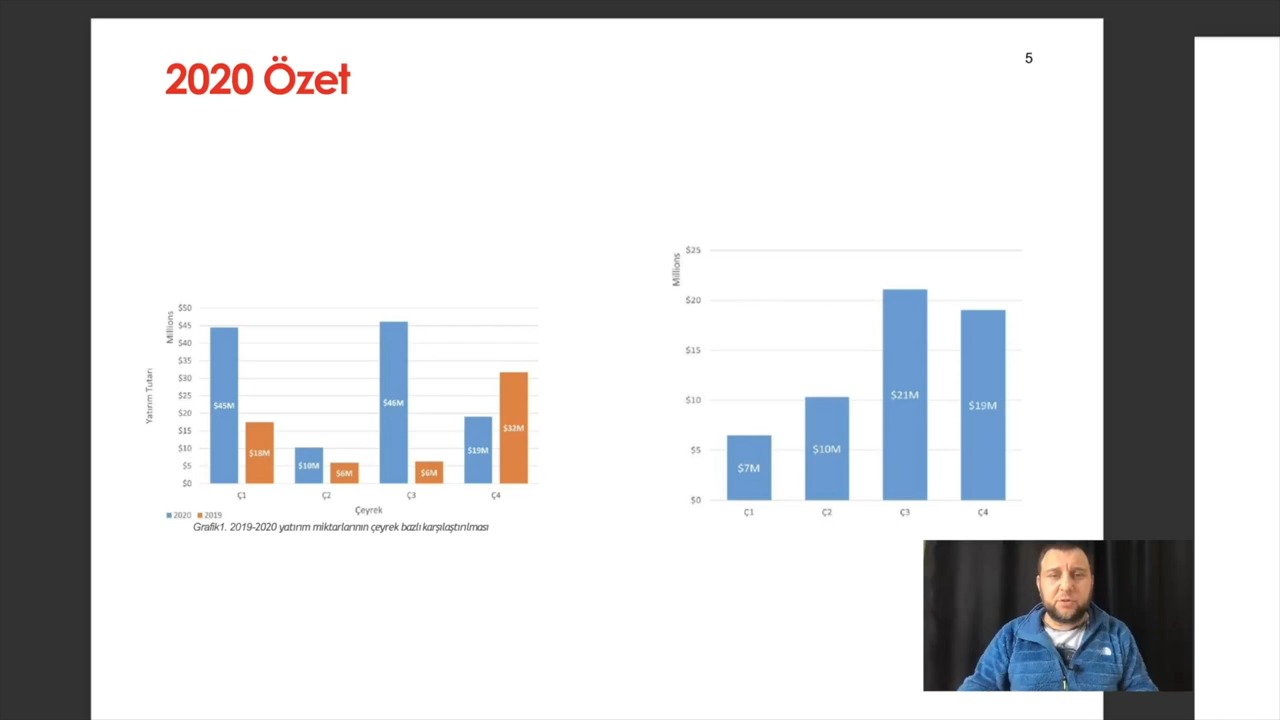 2020 Özet
5
Yatırım Tutarı
Millions
$50
$45
$40
$35
$30
$25
$20
$15
$10
$5
$0
$45M
$18M
$10M
$6M
$46M
$6M
$19M
$32M
Ç1
Ç2
Ç3
Ç4
Çeyrek
2020
2019
Grafik1. 2019-2020 yatırım miktarlarının çeyrek bazlı karşılaştırılması
Millions
$25
$20
$15
$10
$5
$0
$7M
$10M
$21M
$19M
Ç1
Ç2
Ç3
Ç4